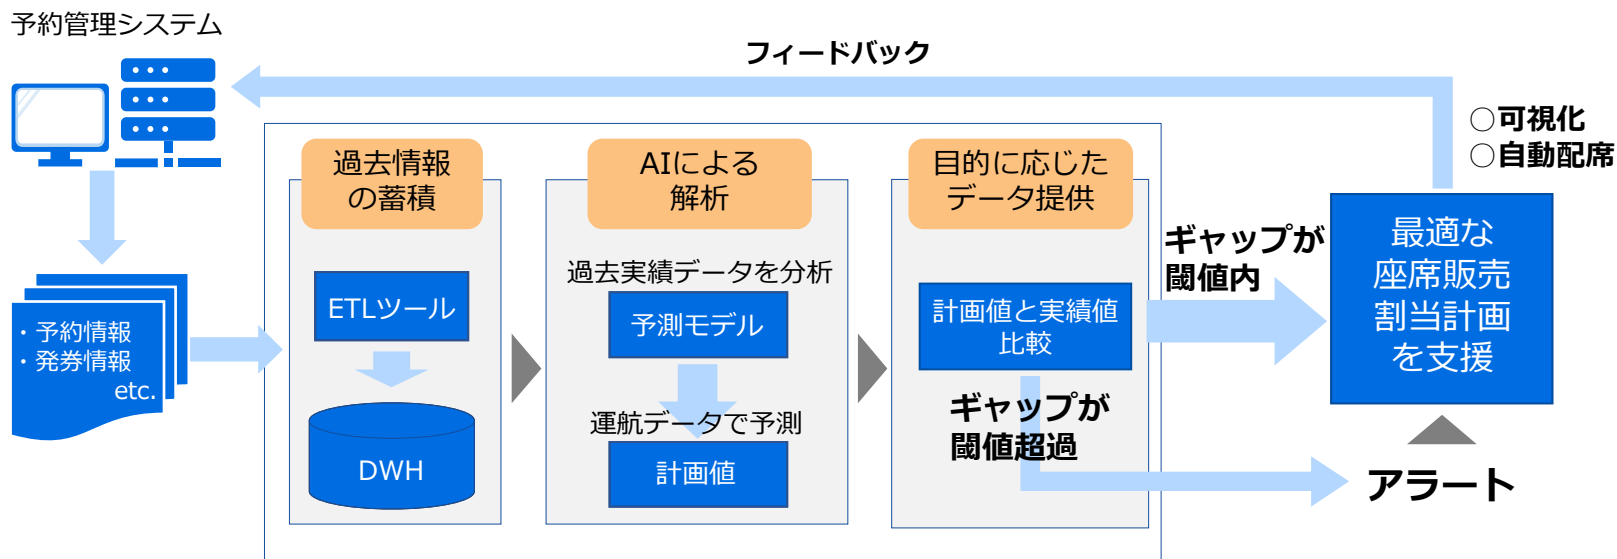 予約管理システム
フィードバック
○可視化
○自動配席
過去情報
の蓄積
AIによる
解析
目的に応じた
データ提供
ギャップが
閾値内
最適な
座席販売
割当計画
を支援
・予約情報
・発券情報
etc.
ETLツール
DWH
過去実績データを分析
予測モデル
運航データで予測
計画値
計画値と実績値
比較
ギャップが
閾値超過
アラート